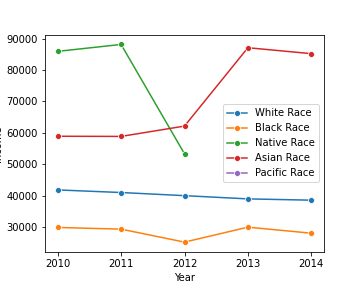 90000
80000
70000
60000
50000
40000
30000
2010 2011 2012 2013 2014
Year
White Race
Black Race
Native Race
Asian Race
Pacific Race